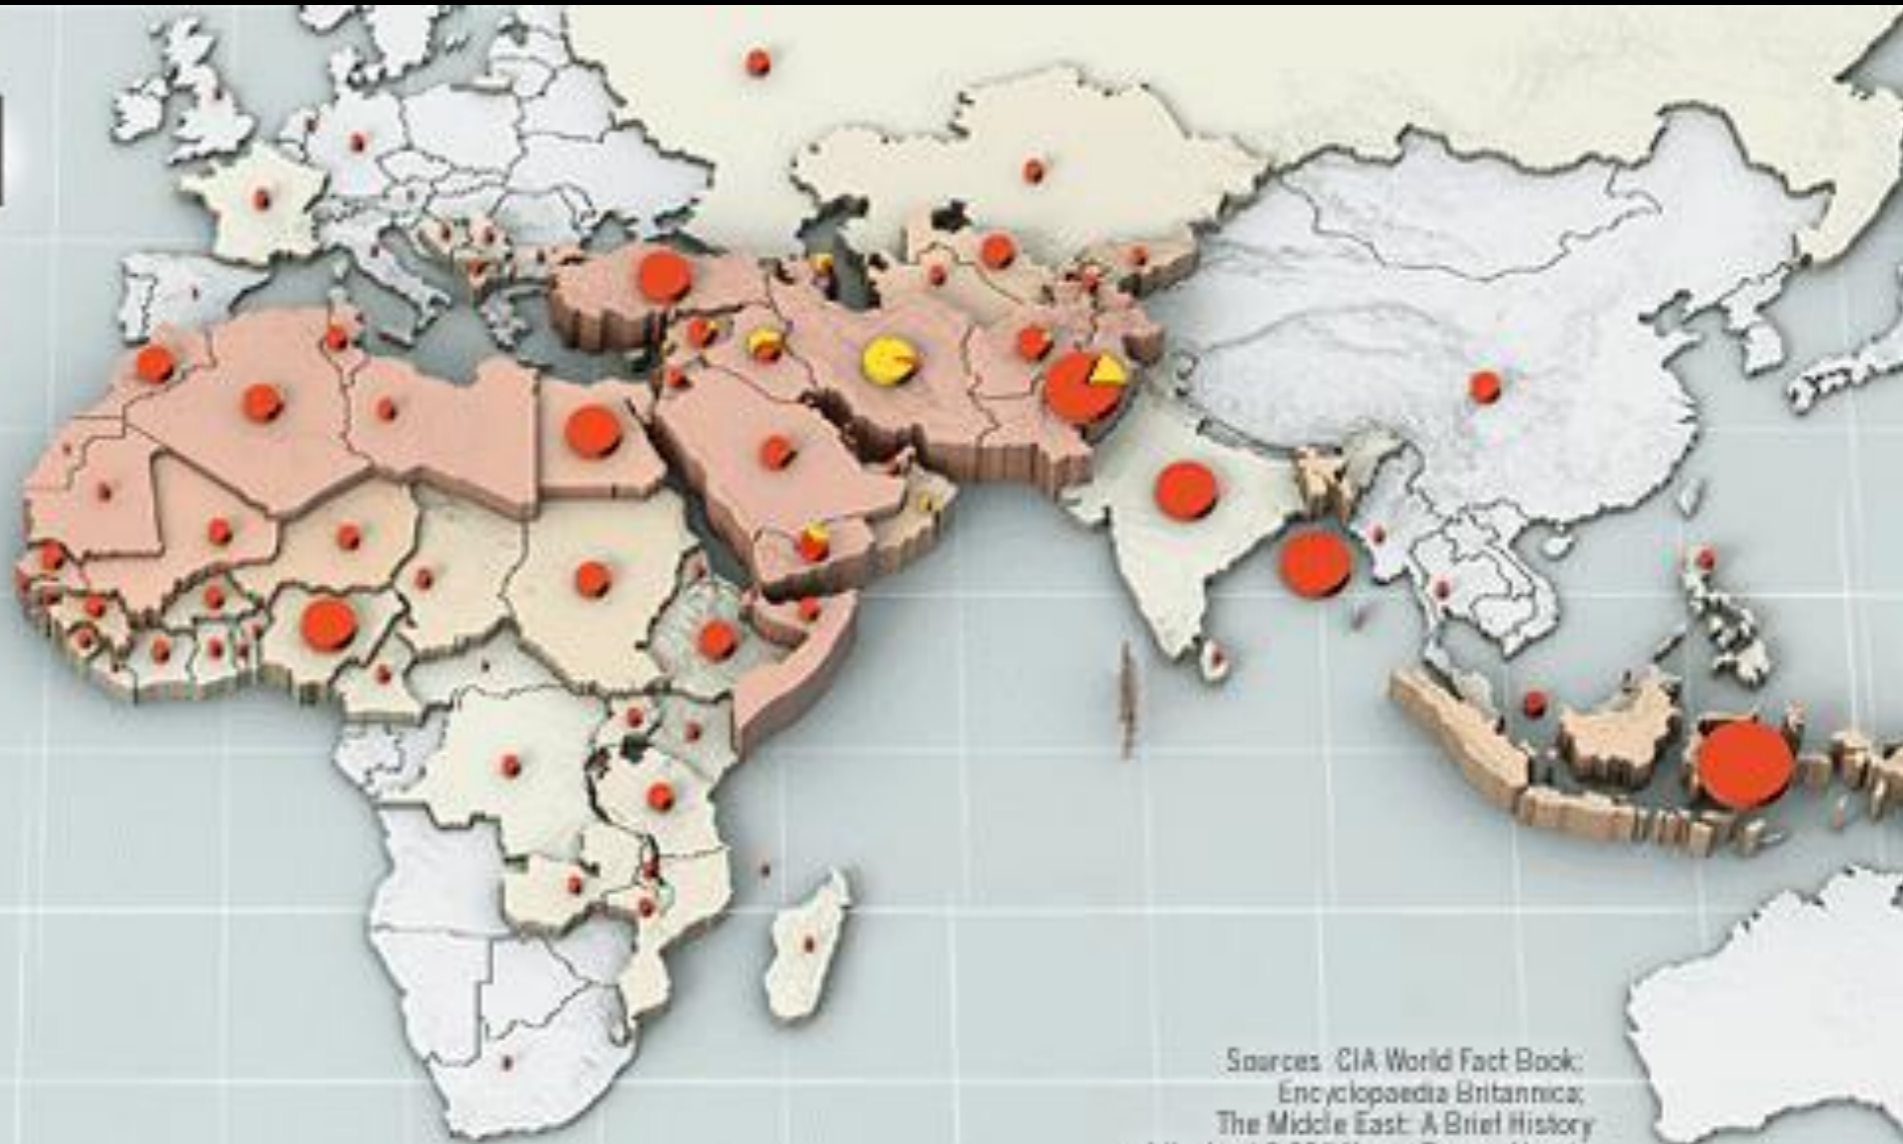 Sources CIA World Fact Book;
Encyclopaedia Britannica;
The Middle East: A Brief History